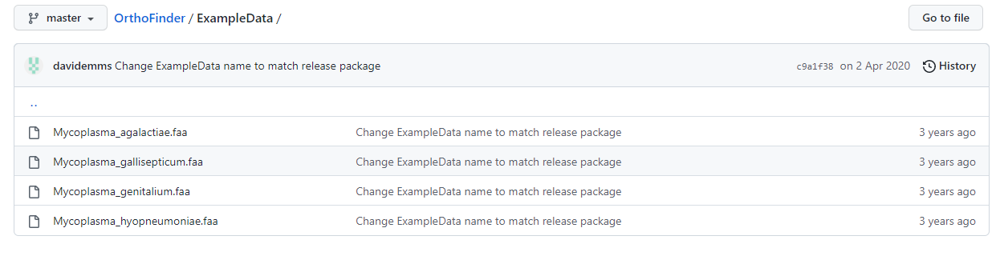 master OrthoFinder / ExampleData / Go to file
davidemms Change ExampleData name to match release package c9a1f38 on 2 Apr 2020 History
..
Mycoplasma_agalactiae.faa Change ExampleData name to match release package 3 years ago
Mycoplasma_gallisepticum.faa Change ExampleData name to match release package 3 years ago
Mycoplasma_genitalium.faa Change ExampleData name to match release package 3 years ago
Mycoplasma_hyopneumoniae.faa Change ExampleData name to match release package 3 years ago